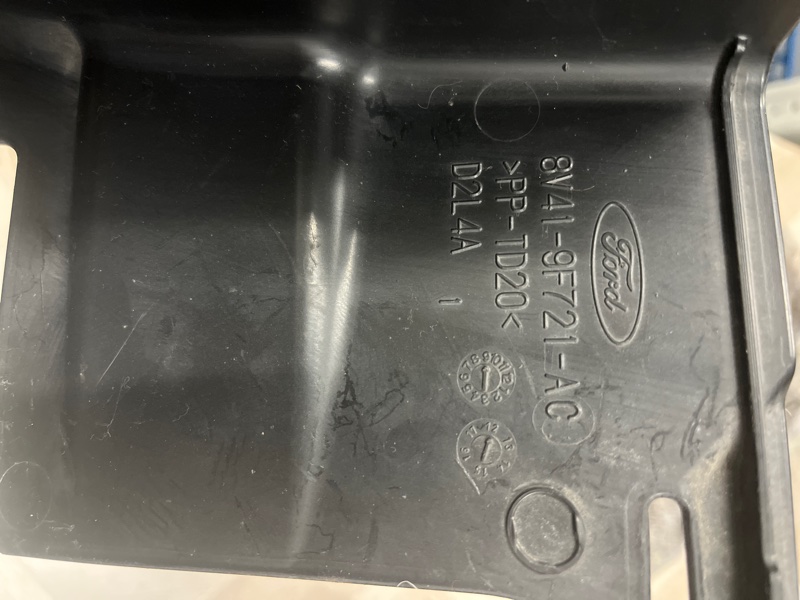 Ford
8V41-9F721-AC
>PP-TD20<
D2L4A
1